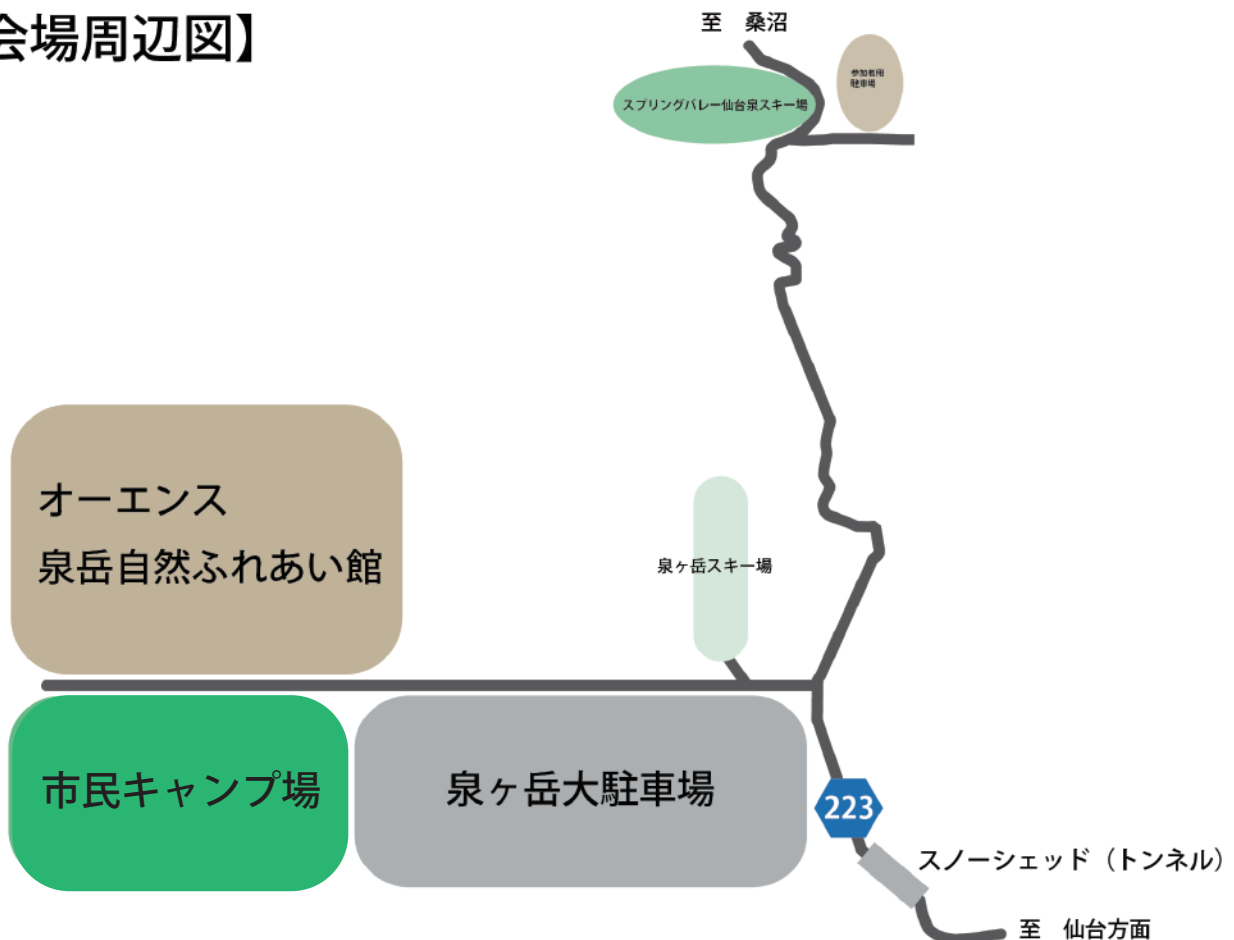 会場周辺図】
至 桑沼
参加者用
駐車場
スプリングバレー仙台泉スキー場
オーエンス
泉岳自然ふれあい館
泉ヶ岳スキー場
市民キャンプ場
泉ヶ岳大駐車場
223
スノーシェッド（トンネル）
至 仙台方面